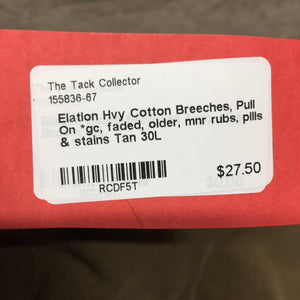 The Tack Collector
155836-67
Elation Hvy Cotton Breeches, Pull
On *gc, faded, older, mnr rubs, pills
& stains Tan 30L
$27.50
RCDF5T